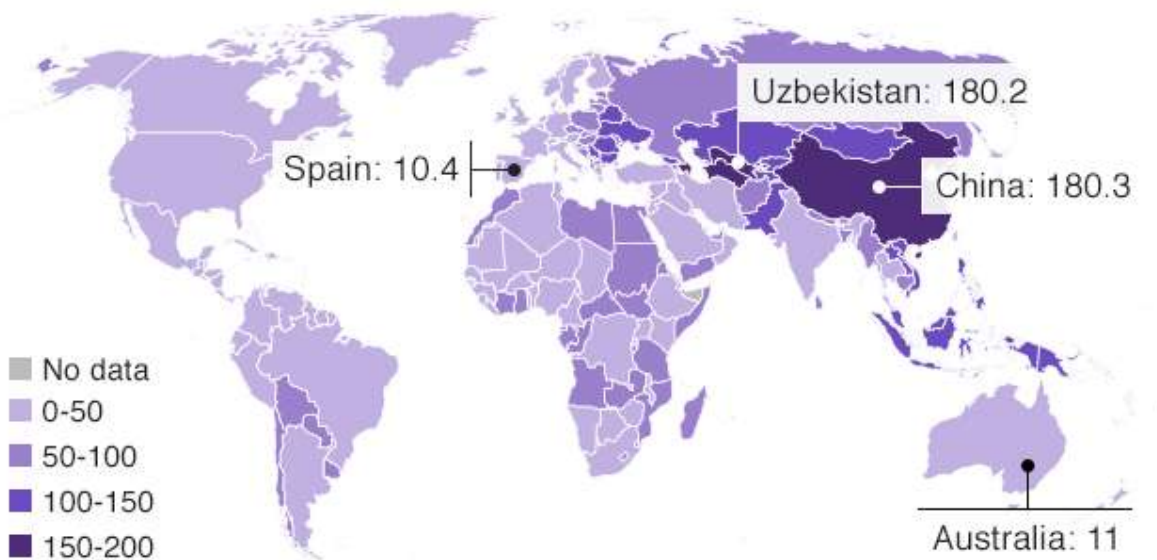 Uzbekistan: 180.2
Spain: 10.4
China: 180.3
No data
0-50
50-100
100-150
150-200
Australia: 11